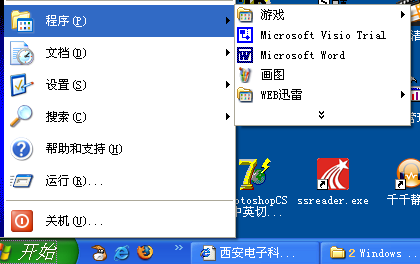 程序(P)
文档(D)
设置(S)
搜索(C)
帮助和支持(H)
运行(R)...
关机(U)...
游戏
Microsoft Visio Trial
Microsoft Word
画图
WEB迅雷
otoshopCS
中英切...
ssreader.exe
千千静
开始
西安电子科...
2 Windows